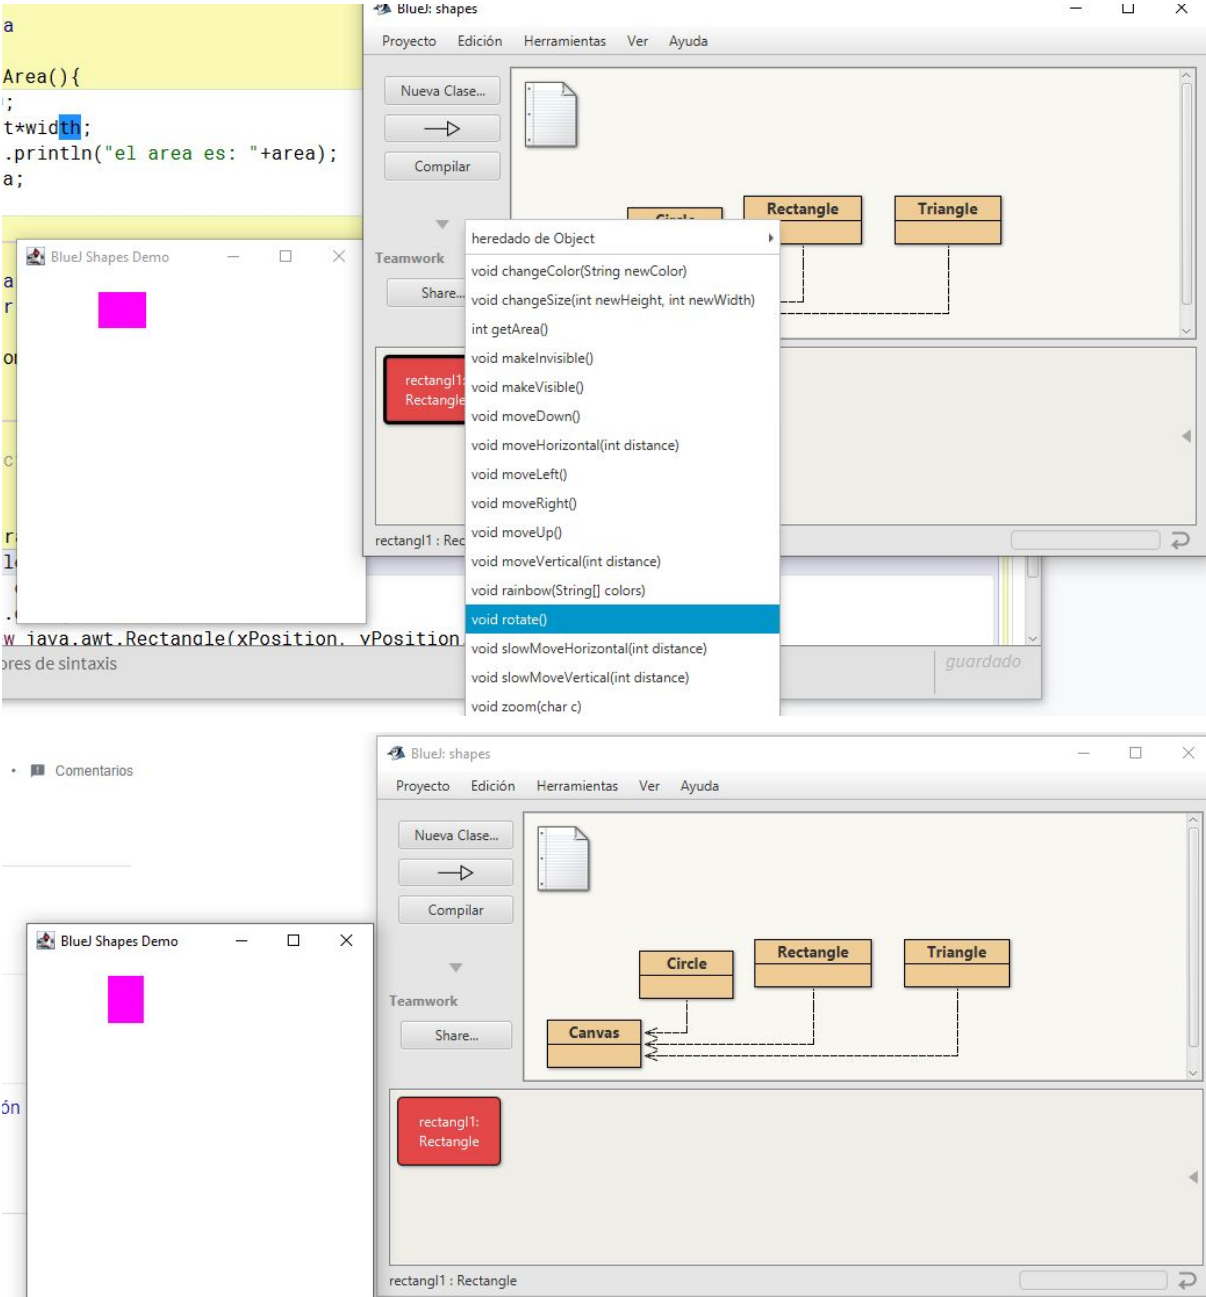 a
BlueJ: shapes
Proyecto Edición Herramientas Ver Ayuda
Area(){
;
t*width;
.println("el area es: "+area);
a;
Nueva Clase...
Compilar
Teamwork
Share...
Circle
Rectangle
Triangle
BlueJ Shapes Demo
a
r
heredado de Object
void changeColor(String newColor)
void changeSize(int newHeight, int newWidth)
int getArea()
void makeInvisible()
void makeVisible()
void moveDown()
void moveHorizontal(int distance)
void moveLeft()
void moveRight()
void moveUp()
void moveVertical(int distance)
void rainbow(String[] colors)
void rotate()
void slowMoveHorizontal(int distance)
void slowMoveVertical(int distance)
void zoom(char c)
rectangl1:
Rectangle
rectangl1 : Rec
w java.awt.Rectangle(xPosition, yPosition
ores de sintaxis
guardado
Comentarios
BlueJ: shapes
Proyecto Edición Herramientas Ver Ayuda
Nueva Clase...
Compilar
Teamwork
Share...
Circle
Rectangle
Triangle
Canvas
BlueJ Shapes Demo
ón
rectangl1:
Rectangle
rectangl1 : Rectangle